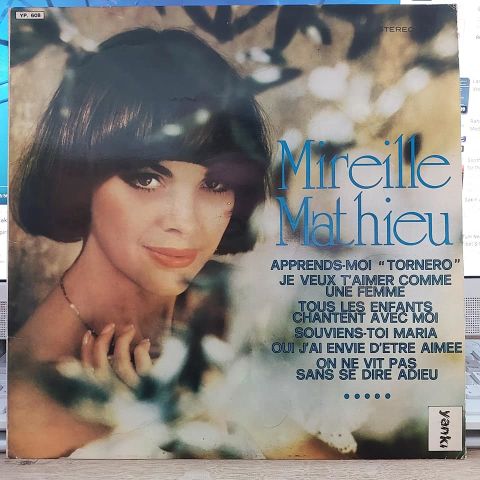 YP. 608
STEREO
Mireille
Mathieu
APPRENDS-MOI "TORNERO"
JE VEUX T'AIMER COMME
UNE FEMME
TOUS LES ENFANTS
CHANTENT AVEC MOI
SOUVIENS-TOI MARIA
OUI J'AI ENVIE D'ETRE AIMEE
ON NE VIT PAS
SANS SE DIRE ADIEU
yankı